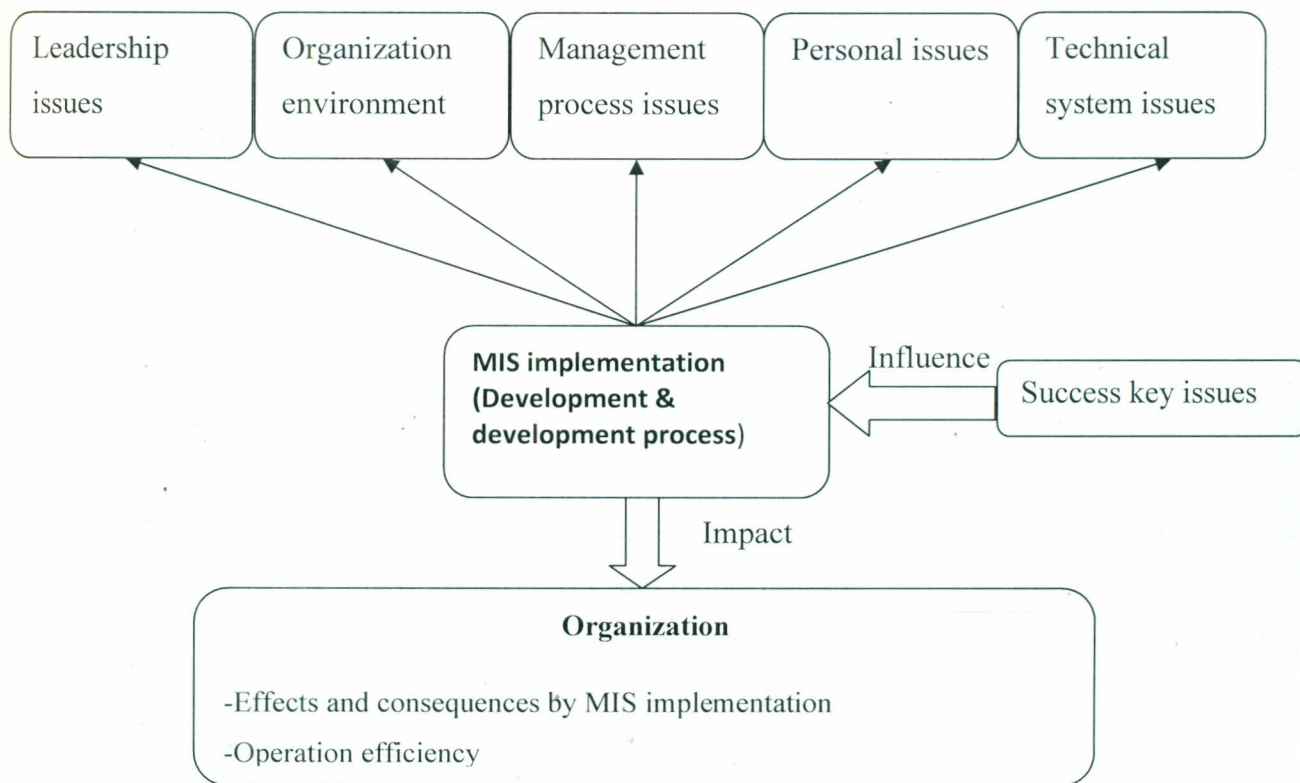 Leadership
issues
Organization
environment
Management
process issues
Personal issues
Technical
system issues
MIS implementation
(Development &
development process)
Influence
Success key issues
Impact
Organization
-Effects and consequences by MIS implementation
-Operation efficiency